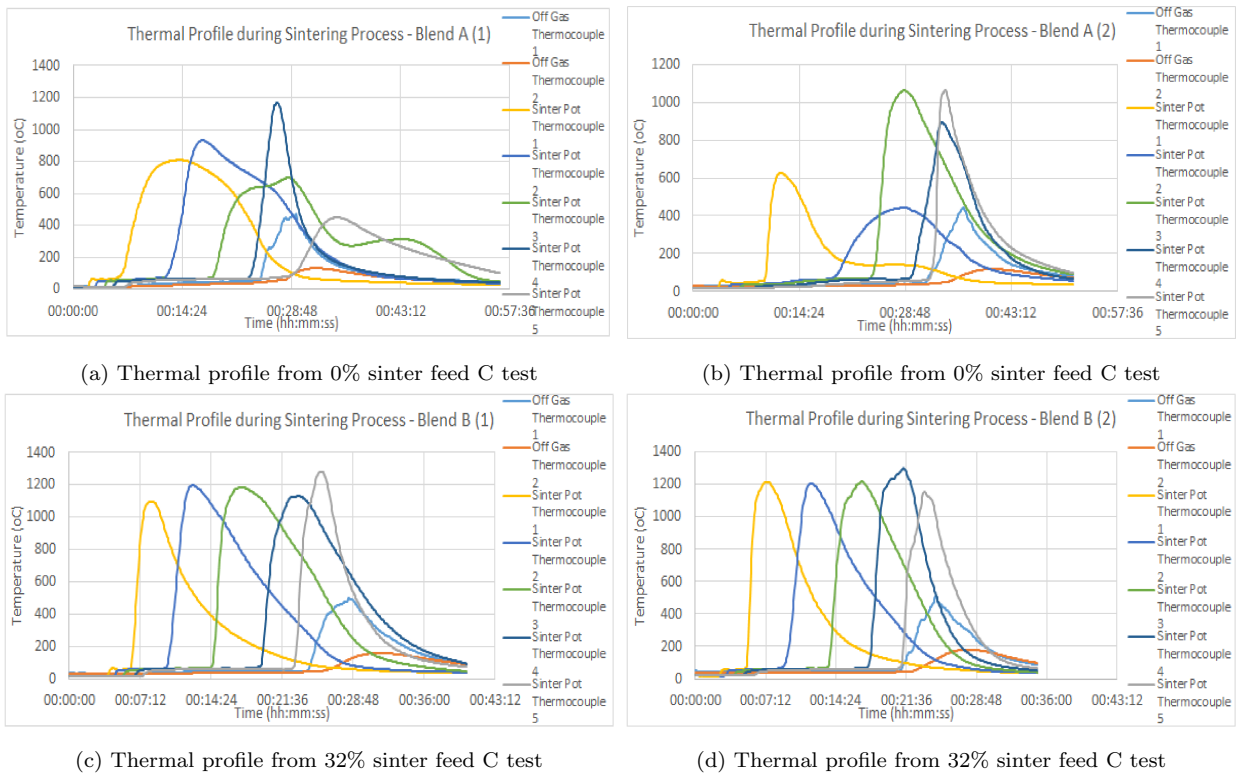 Thermal Profile during Sintering Process - Blend A (1)
Temperature (oC)
1400
1200
1000
800
600
400
200
0
00:00:00 00:14:24 00:28:48 00:43:12 00:57:36
Time (hh:mm:ss)
Off Gas
Thermocouple
1
Off Gas
Thermocouple
2
Sinter Pot
Thermocouple
1
Sinter Pot
Thermocouple
2
Sinter Pot
Thermocouple
3
Sinter Pot
Thermocouple
4
Sinter Pot
Thermocouple
5
(a) Thermal profile from 0% sinter feed C test
Thermal Profile during Sintering Process - Blend A (2)
Temperature (oC)
1200
1000
800
600
400
200
0
00:00:00 00:14:24 00:28:48 00:43:12 00:57:36
Time (hh:mm:ss)
Off Gas
Thermocouple
1
Off Gas
Thermocouple
2
Sinter Pot
Thermocouple
1
Sinter Pot
Thermocouple
2
Sinter Pot
Thermocouple
3
Sinter Pot
Thermocouple
4
Sinter Pot
Thermocouple
5
(b) Thermal profile from 0% sinter feed C test
Thermal Profile during Sintering Process - Blend B (1)
Temperature (oC)
1400
1200
1000
800
600
400
200
0
00:00:00 00:07:12 00:14:24 00:21:36 00:28:48 00:36:00 00:43:12
Time (hh:mm:ss)
Off Gas
Thermocouple
1
Off Gas
Thermocouple
2
Sinter Pot
Thermocouple
1
Sinter Pot
Thermocouple
2
Sinter Pot
Thermocouple
3
Sinter Pot
Thermocouple
4
Sinter Pot
Thermocouple
5
(c) Thermal profile from 32% sinter feed C test
Thermal Profile during Sintering Process - Blend B (2)
Temperature (oC)
1400
1200
1000
800
600
400
200
0
00:00:00 00:07:12 00:14:24 00:21:36 00:28:48 00:36:00 00:43:12
Time (hh:mm:ss)
Off Gas
Thermocouple
1
Off Gas
Thermocouple
2
Sinter Pot
Thermocouple
1
Sinter Pot
Thermocouple
2
Sinter Pot
Thermocouple
3
Sinter Pot
Thermocouple
4
Sinter Pot
Thermocouple
5
(d) Thermal profile from 32% sinter feed C test